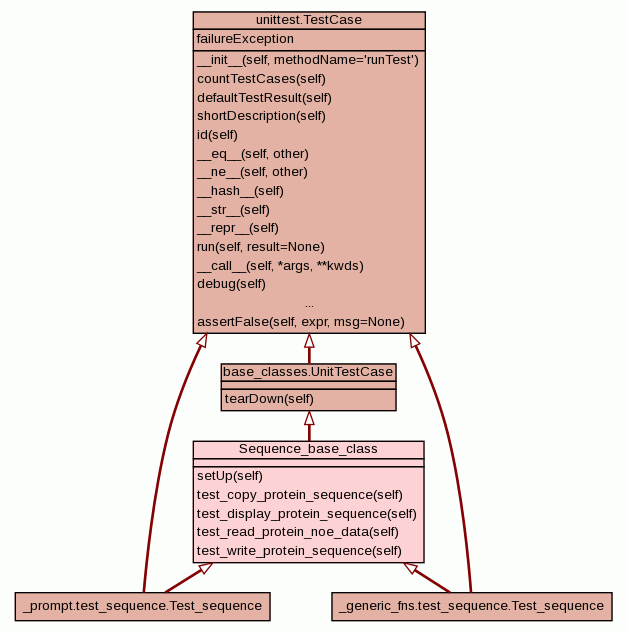 unittest.TestCase
failureException
__init__(self, methodName='runTest')
countTestCases(self)
defaultTestResult(self)
shortDescription(self)
id(self)
__eq__(self, other)
__ne__(self, other)
__hash__(self)
__str__(self)
__repr__(self)
run(self, result=None)
__call__(self, *args, **kwds)
debug(self)
...
assertFalse(self, expr, msg=None)
base_classes.UnitTestCase
tearDown(self)
Sequence_base_class
setUp(self)
test_copy_protein_sequence(self)
test_display_protein_sequence(self)
test_read_protein_noe_data(self)
test_write_protein_sequence(self)
_prompt.test_sequence.Test_sequence
_generic_fns.test_sequence.Test_sequence